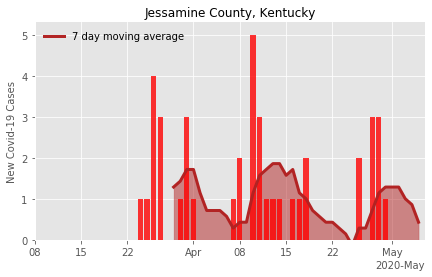 Jessamine County, Kentucky
7 day moving average
New Covid-19 Cases
5
4
3
2
1
0
08 15 22 Apr 08 15 22 May
2020-May